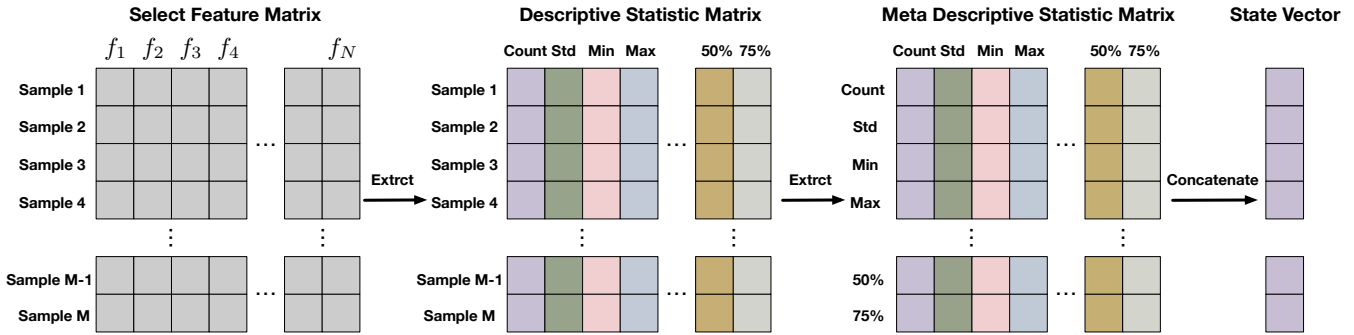 Select Feature Matrix
Descriptive Statistic Matrix
Meta Descriptive Statistic Matrix
State Vector
f1 f2 f3 f4 fN
Count Std Min Max 50% 75%
Count Std Min Max 50% 75%
Sample 1
Sample 1
Count
Sample 2
Sample 2
Std
...
...
...
Sample 3
Sample 3
Min
Extrct
Extrct
Concatenate
Sample 4
Sample 4
Max
⋮
⋮
⋮
⋮
⋮
⋮
⋮
Sample M-1
Sample M-1
50%
...
...
...
Sample M
Sample M
75%